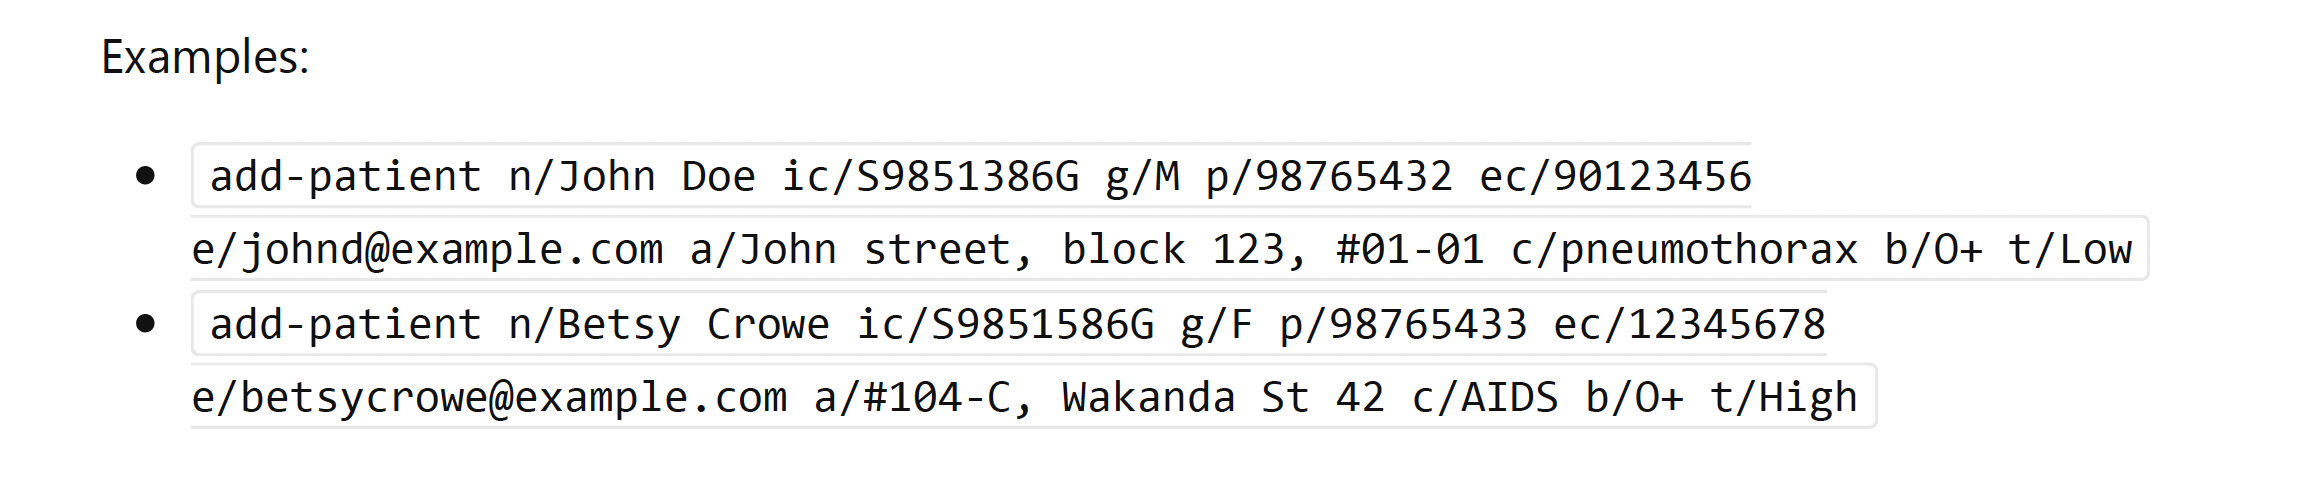 Examples:
add-patient n/John Doe ic/S9851386G g/M p/98765432 ec/90123456
e/johnd@example.com a/John street, block 123, #01-01 c/pneumothorax b/O+ t/Low
add-patient n/Betsy Crowe ic/S9851586G g/F p/98765433 ec/12345678
e/betsycrowe@example.com a/#104-C, Wakanda St 42 c/AIDS b/O+ t/High